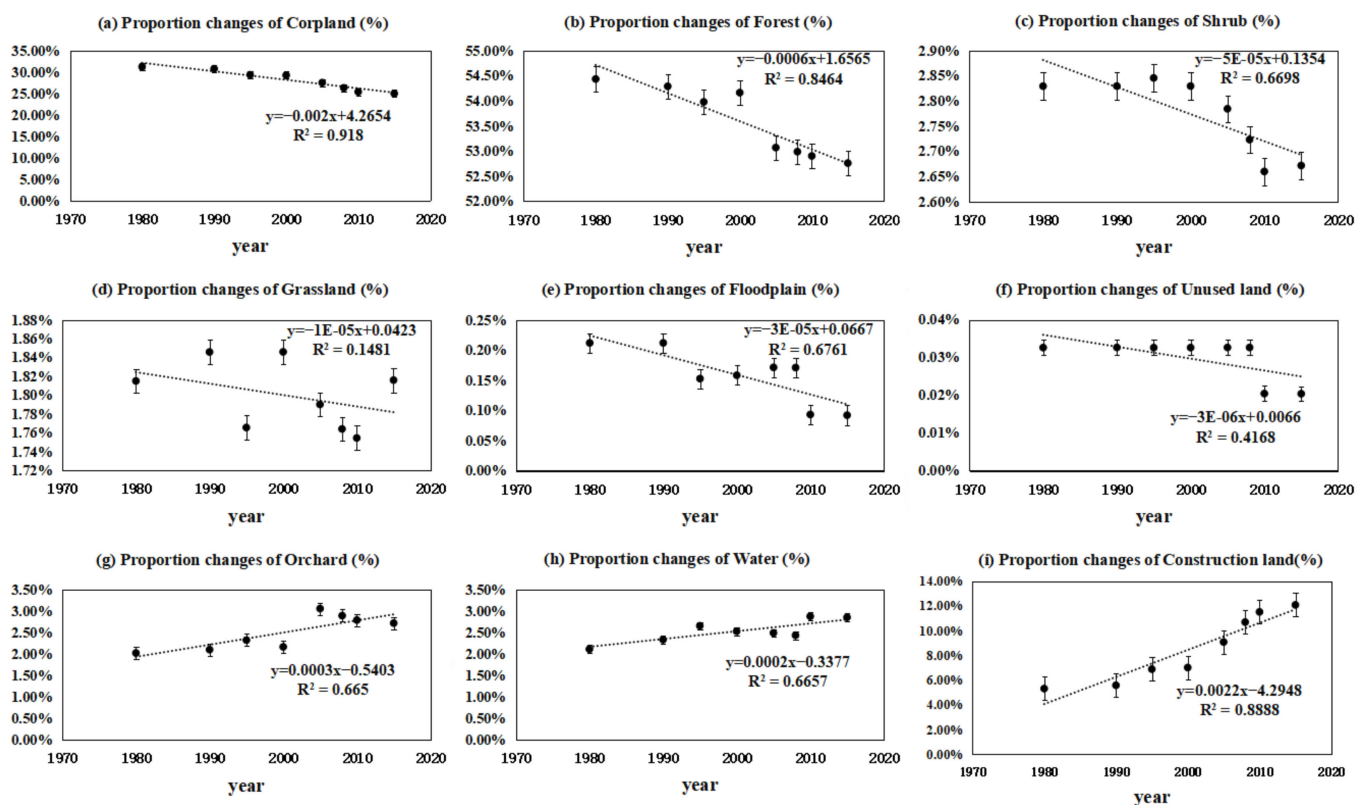 (a) Proportion changes of Corpland (%)
35.00%
30.00%
25.00%
20.00%
15.00%
10.00%
5.00%
0.00%
y=−0.002x+4.2654
R² = 0.918
1970 1980 1990 2000 2010 2020
year
(b) Proportion changes of Forest (%)
55.00%
54.50%
54.00%
53.50%
53.00%
52.50%
52.00%
y=−0.0006x+1.6565
R² = 0.8464
1970 1980 1990 2000 2010 2020
year
(c) Proportion changes of Shrub (%)
2.90%
2.85%
2.80%
2.75%
2.70%
2.65%
2.60%
y=−5E-05x+0.1354
R² = 0.6698
1970 1980 1990 2000 2010 2020
year
(d) Proportion changes of Grassland (%)
1.88%
1.86%
1.84%
1.82%
1.80%
1.78%
1.76%
1.74%
1.72%
y=−1E-05x+0.0423
R² = 0.1481
1970 1980 1990 2000 2010 2020
year
(e) Proportion changes of Floodplain (%)
0.25%
0.20%
0.15%
0.10%
0.05%
0.00%
y=−3E-05x+0.0667
R² = 0.6761
1970 1980 1990 2000 2010 2020
year
(f) Proportion changes of Unused land (%)
0.04%
0.03%
0.02%
0.01%
0.00%
y=−3E-06x+0.0066
R² = 0.4168
1970 1980 1990 2000 2010 2020
year
(g) Proportion changes of Orchard (%)
3.50%
3.00%
2.50%
2.00%
1.50%
1.00%
0.50%
0.00%
y=0.0003x−0.5403
R² = 0.665
1970 1980 1990 2000 2010 2020
year
(h) Proportion changes of Water (%)
3.50%
3.00%
2.50%
2.00%
1.50%
1.00%
0.50%
0.00%
y=0.0002x−0.3377
R² = 0.6657
1970 1980 1990 2000 2010 2020
year
(i) Proportion changes of Construction land(%)
14.00%
12.00%
10.00%
8.00%
6.00%
4.00%
2.00%
0.00%
y=0.0022x−4.2948
R² = 0.8888
1970 1980 1990 2000 2010 2020
year